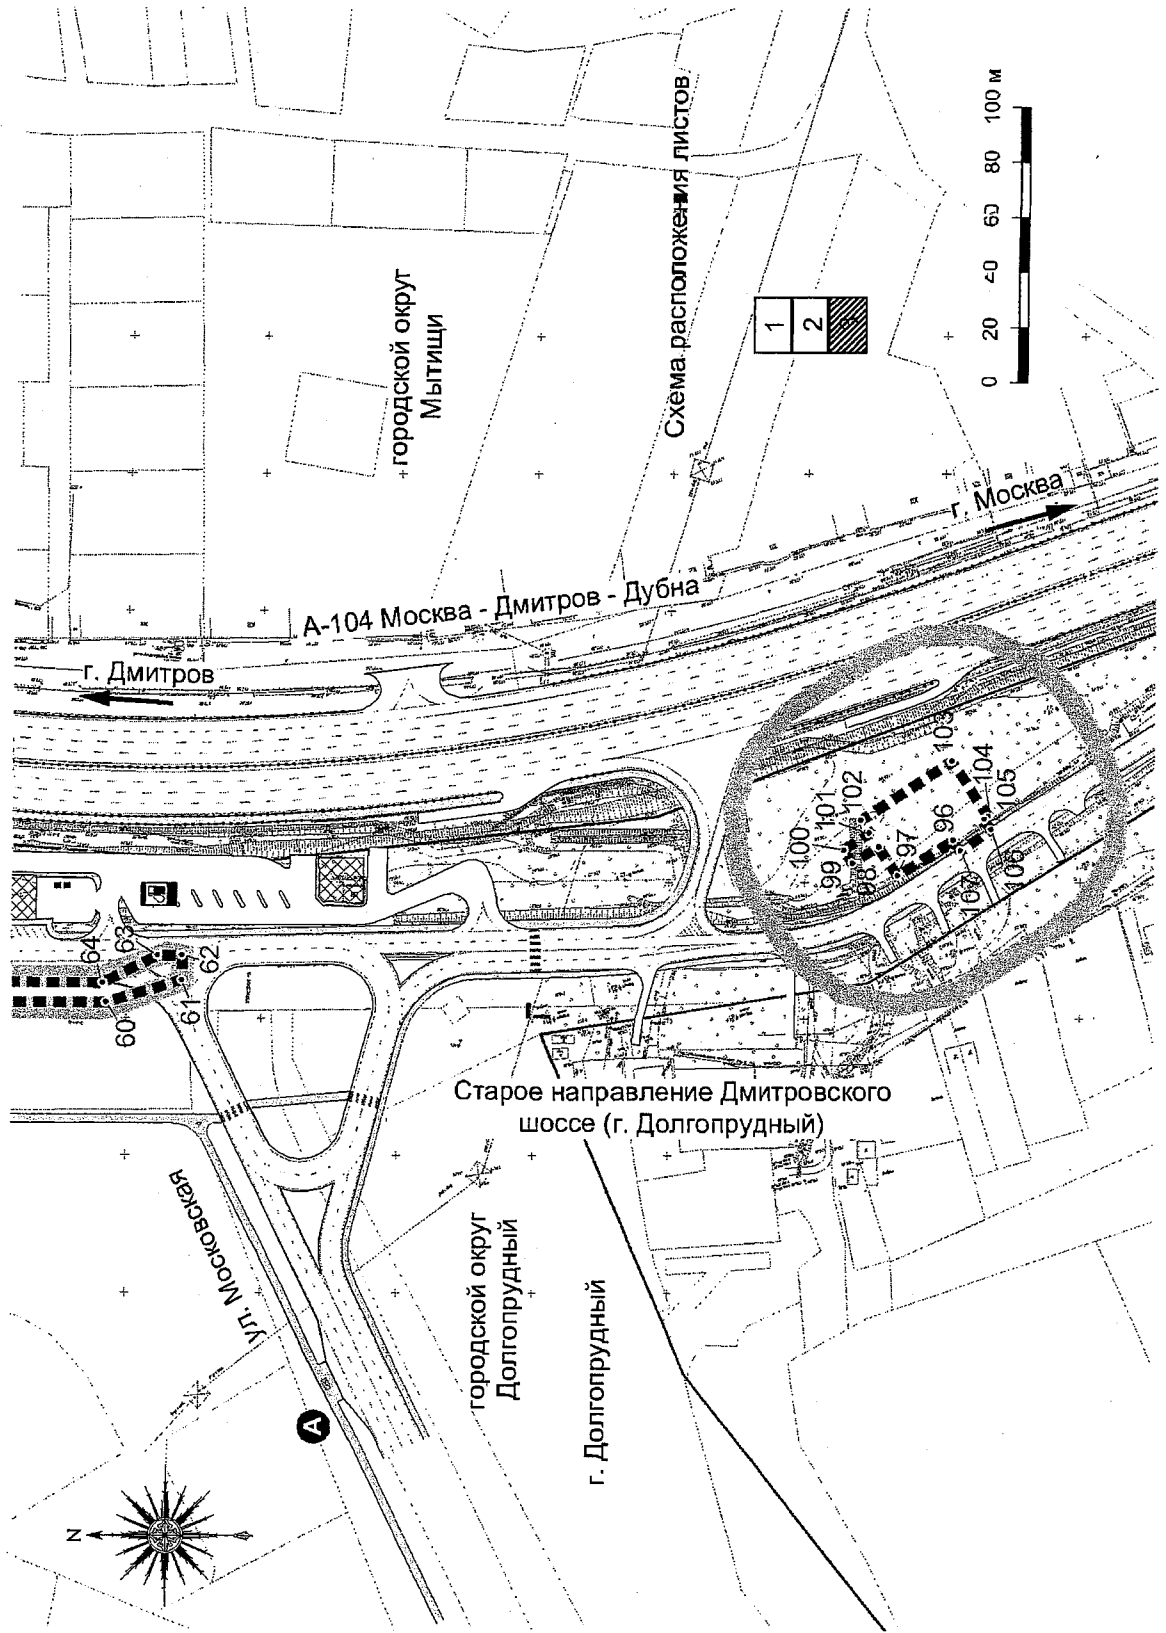 N
А
ул. Московская
г. Долгопрудный
городской округ
Долгопрудный
Старое направление Дмитровского
шоссе (г. Долгопрудный)
60
61
62
63
64
г. Дмитров
А-104 Москва - Дмитров - Дубна
г. Москва
городской округ
Мытищи
Схема расположения листов
1
2
3
0 20 40 60 80 100 м
96
97
98
99
100
101
102
103
104
105
106
107